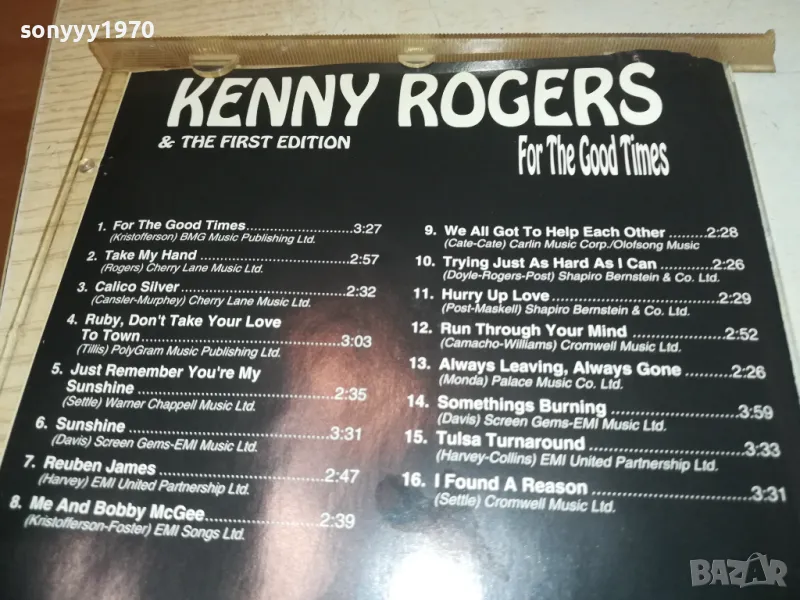 sonyyy1970
KENNY ROGERS
& THE FIRST EDITION
For The Good Times
1. For The Good Times..........................3:27
(Kristofferson) BMG Music Publishing Ltd.
2. Take My Hand....................................2:57
(Rogers) Cherry Lane Music Ltd.
3. Calico Silver.......................................2:32
(Cansler-Murphey) Cherry Lane Music Ltd.
4. Ruby, Don't Take Your Love
To Town...............................................3:03
(Tillis) PolyGram Music Publishing Ltd.
5. Just Remember You're My
Sunshine.............................................2:35
(Settle) Warner Chappell Music Ltd.
6. Sunshine............................................3:31
(Davis) Screen Gems-EMI Music Ltd.
7. Reuben James...................................2:47
(Harvey) EMI United Partnership Ltd.
8. Me And Bobby McGee.......................2:39
(Kristofferson-Foster) EMI Songs Ltd.
9. We All Got To Help Each Other.........2:28
(Cate-Cate) Carlin Music Corp./Olofsong Music
10. Trying Just As Hard As I Can...........2:26
(Doyle-Rogers-Post) Shapiro Bernstein & Co. Ltd.
11. Hurry Up Love..................................2:29
(Post-Maskell) Shapiro Bernstein & Co. Ltd.
12. Run Through Your Mind...................2:52
(Camacho-Williams) Cromwell Music Ltd.
13. Always Leaving, Always Gone..........2:26
(Monda) Palace Music Co. Ltd.
14. Somethings Burning.........................3:59
(Davis) Screen Gems-EMI Music Ltd.
15. Tulsa Turnaround..............................3:33
(Harvey-Collins) EMI United Partnership Ltd.
16. I Found A Reason.............................3:31
(Settle) Cromwell Music Ltd.
BAZAR